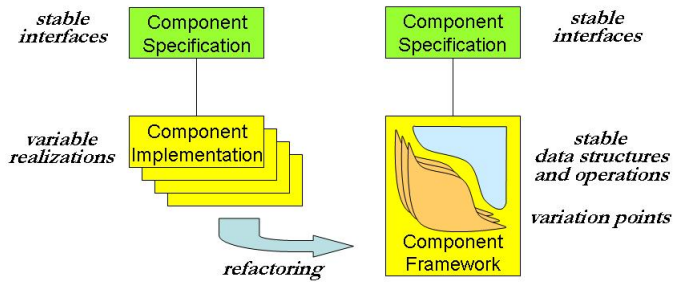 stable
interfaces
Component
Specification
Component
Specification
stable
interfaces
variable
realizations
Component
Implementation
stable
data structures
and operations
variation points
Component
Framework
refactoring